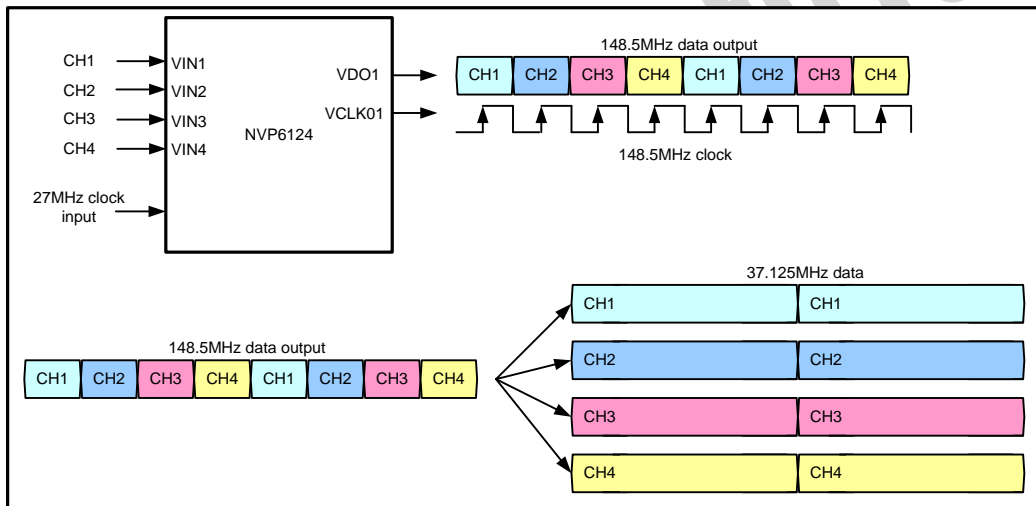 148.5MHz data output
CH1 VIN1 VDO1 CH1 CH2 CH3 CH4 CH1 CH2 CH3 CH4
CH2 VIN2
CH3 VIN3 VCLK01
NVP6124
CH4 VIN4
148.5MHz clock
27MHz clock
input
37.125MHz data
CH1 CH1
148.5MHz data output
CH2 CH2
CH1 CH2 CH3 CH4 CH1 CH2 CH3 CH4
CH3 CH3
CH4 CH4